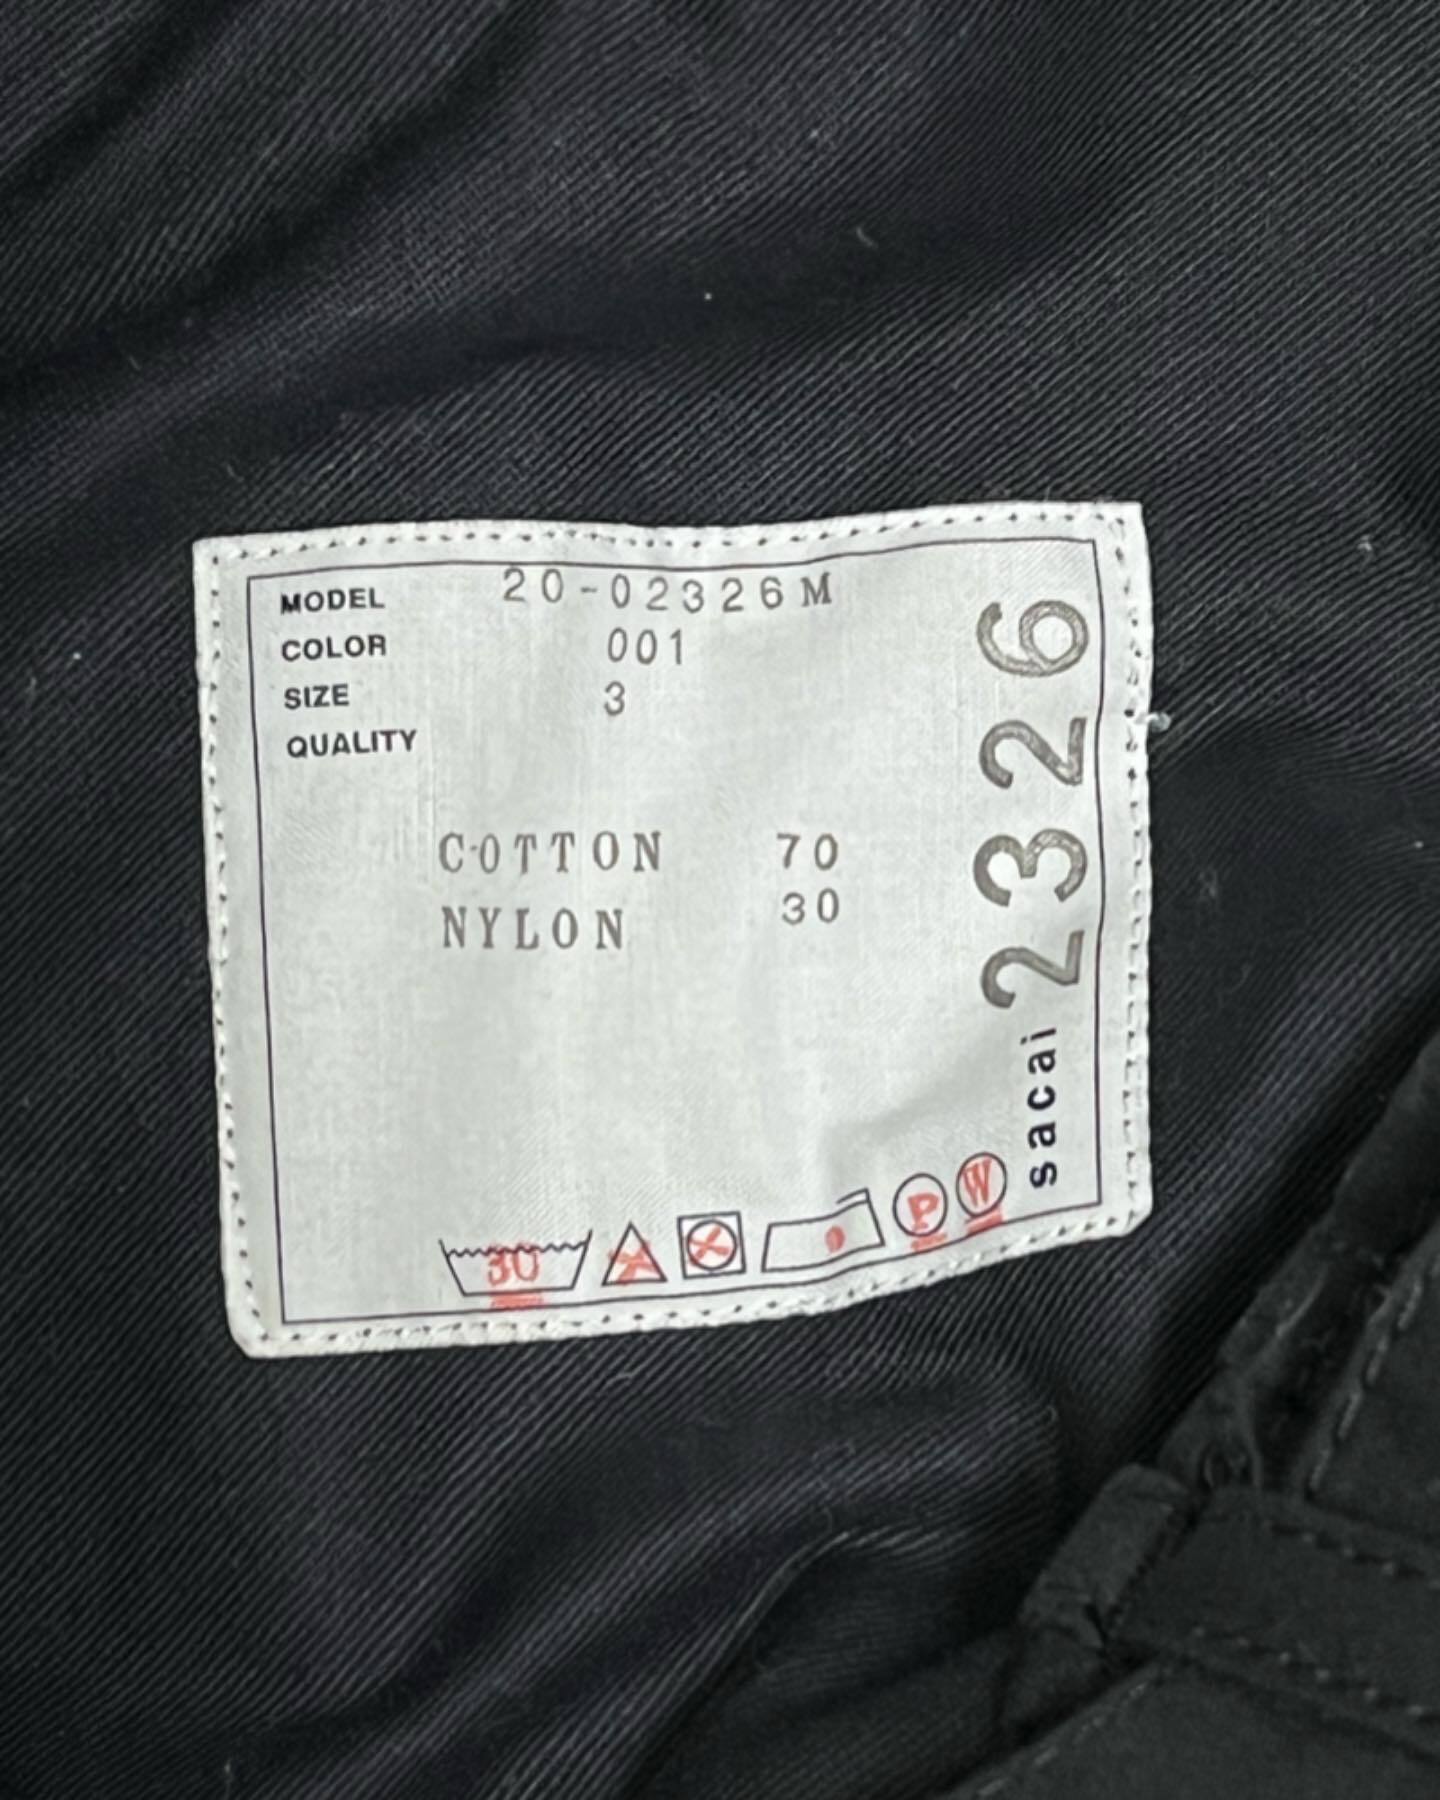 MODEL 20-02326M
COLOR 001
SIZE 3
QUALITY
COTTON 70
NYLON 30
sacai 2326
30
P
W